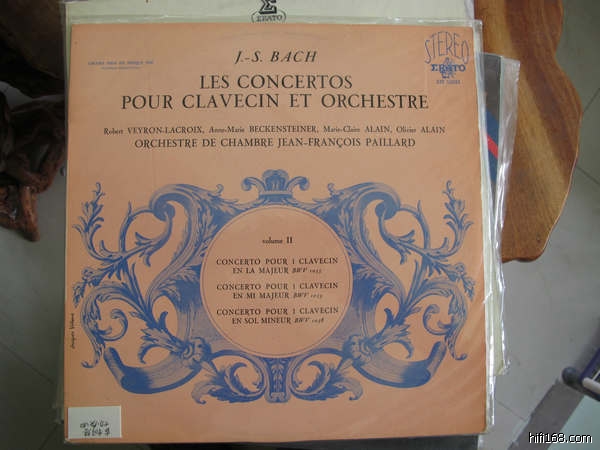 ERATO
J.-S. BACH
STEREO
ERATO
LES CONCERTOS
POUR CLAVECIN ET ORCHESTRE
Robert VEYRON-LACROIX, Anne-Marie BECKENSTEINER, Marie-Claire ALAIN, Olivier ALAIN
ORCHESTRE DE CHAMBRE JEAN-FRANÇOIS PAILLARD
volume II
CONCERTO POUR 1 CLAVECIN
EN LA MAJEUR BWV 1055
CONCERTO POUR 1 CLAVECIN
EN MI MAJEUR BWV 1053
CONCERTO POUR 1 CLAVECIN
EN SOL MINEUR BWV 1058
hifi168.com